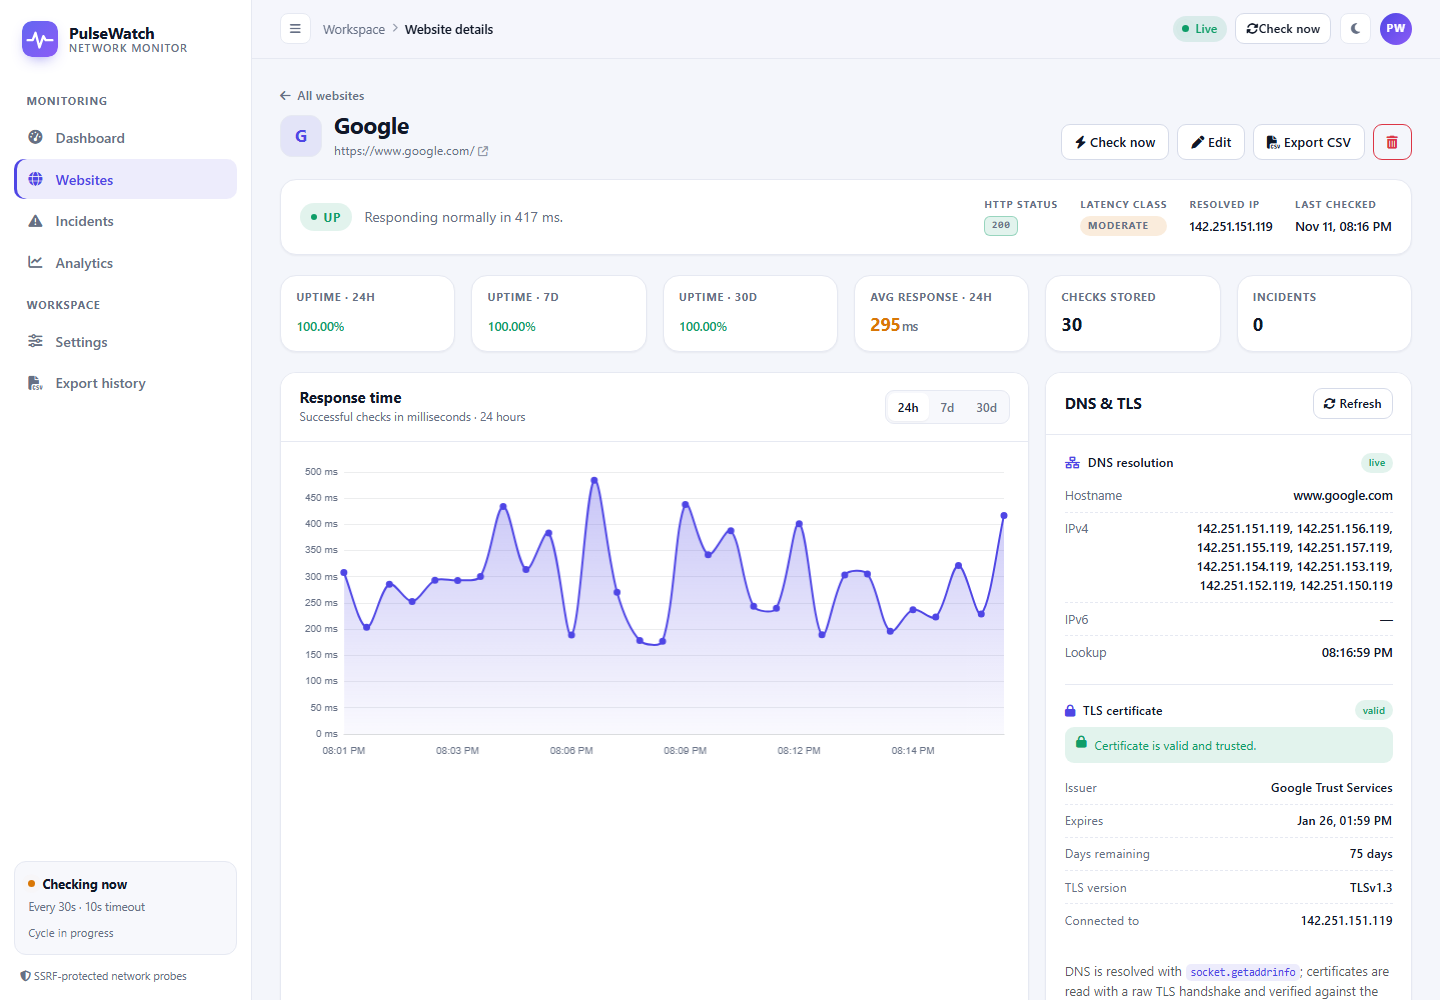 PulseWatch
NETWORK MONITOR
MONITORING
Dashboard
Websites
Incidents
Analytics
WORKSPACE
Settings
Export history
Checking now
Every 30s · 10s timeout
Cycle in progress
SSRF-protected network probes
Workspace > Website details
Live
Check now
PW
← All websites
G
Google
https://www.google.com/
Check now
Edit
Export CSV
UP
Responding normally in 417 ms.
HTTP STATUS
200
LATENCY CLASS
MODERATE
RESOLVED IP
142.251.151.119
LAST CHECKED
Nov 11, 08:16 PM
UPTIME · 24H
100.00%
UPTIME · 7D
100.00%
UPTIME · 30D
100.00%
AVG RESPONSE · 24H
295 ms
CHECKS STORED
30
INCIDENTS
0
Response time
Successful checks in milliseconds · 24 hours
24h 7d 30d
500 ms
450 ms
400 ms
350 ms
300 ms
250 ms
200 ms
150 ms
100 ms
50 ms
0 ms
08:01 PM 08:03 PM 08:06 PM 08:09 PM 08:12 PM 08:14 PM
DNS & TLS
Refresh
DNS resolution
live
Hostname www.google.com
IPv4 142.251.151.119, 142.251.156.119,
142.251.155.119, 142.251.157.119,
142.251.154.119, 142.251.153.119,
142.251.152.119, 142.251.150.119
IPv6 —
Lookup 08:16:59 PM
TLS certificate
valid
Certificate is valid and trusted.
Issuer Google Trust Services
Expires Jan 26, 01:59 PM
Days remaining 75 days
TLS version TLSv1.3
Connected to 142.251.151.119
DNS is resolved with socket.getaddrinfo; certificates are
read with a raw TLS handshake and verified against the